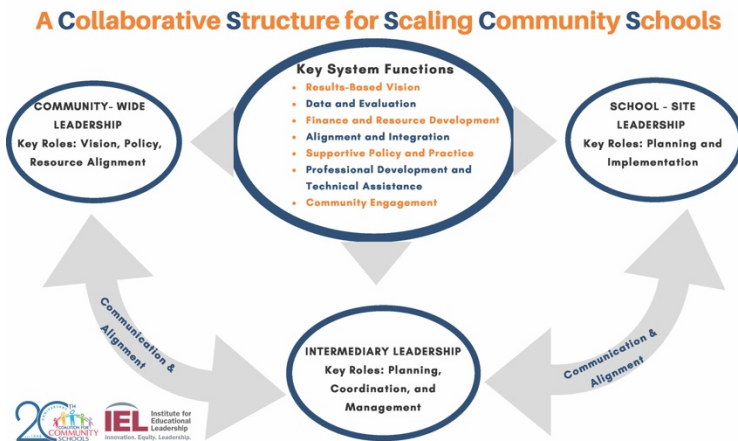 A Collaborative Structure for Scaling Community Schools
Key System Functions
• Results-Based Vision
• Data and Evaluation
• Finance and Resource Development
• Alignment and Integration
• Supportive Policy and Practice
• Professional Development and
Technical Assistance
• Community Engagement
COMMUNITY- WIDE
LEADERSHIP
Key Roles: Vision, Policy,
Resource Alignment
SCHOOL - SITE
LEADERSHIP
Key Roles: Planning and
Implementation
Communication &
Alignment
Communication &
Alignment
INTERMEDIARY LEADERSHIP
Key Roles: Planning,
Coordination, and
Management
20TH
COALITION FOR
COMMUNITY
SCHOOLS
IEL
Institute for
Educational
Leadership
Innovation. Equity. Leadership.